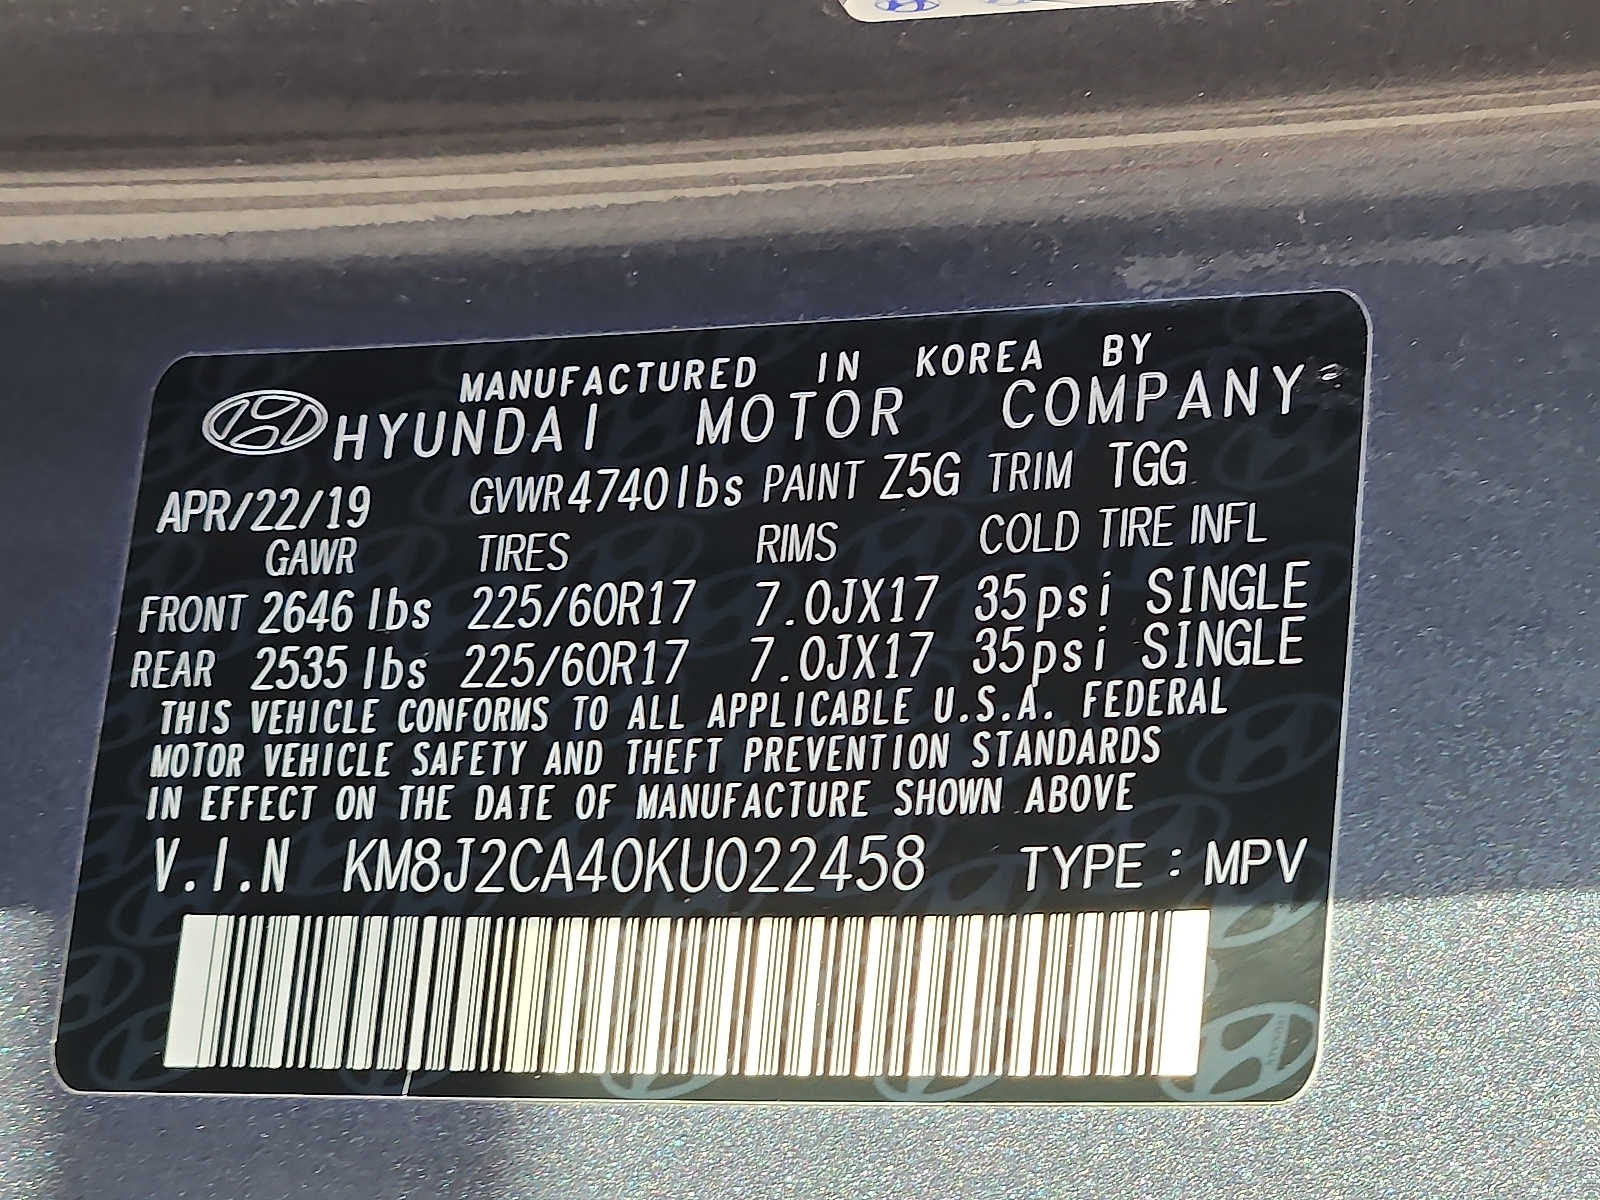 MANUFACTURED IN KOREA BY
HYUNDAI MOTOR COMPANY
APR/22/19 GVWR 4740lbs PAINT Z5G TRIM TGG
GAWR TIRES RIMS COLD TIRE INFL
FRONT 2646 lbs 225/60R17 7.0JX17 35psi SINGLE
REAR 2535 lbs 225/60R17 7.0JX17 35psi SINGLE
THIS VEHICLE CONFORMS TO ALL APPLICABLE U.S.A. FEDERAL
MOTOR VEHICLE SAFETY AND THEFT PREVENTION STANDARDS
IN EFFECT ON THE DATE OF MANUFACTURE SHOWN ABOVE
V.I.N KM8J2CA40KU022458 TYPE : MPV